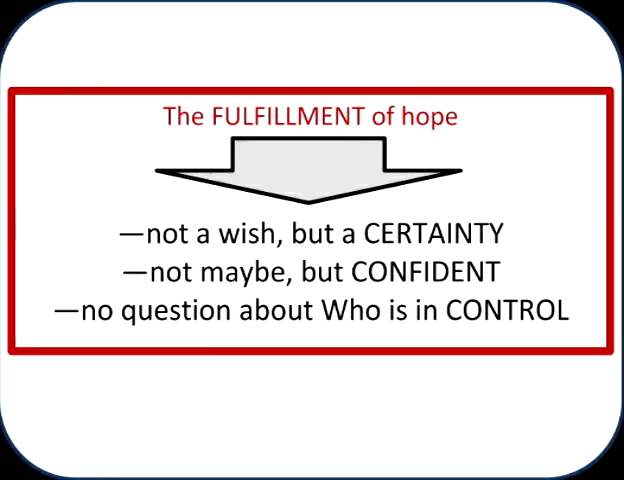 The FULFILLMENT of hope
—not a wish, but a CERTAINTY
—not maybe, but CONFIDENT
—no question about Who is in CONTROL